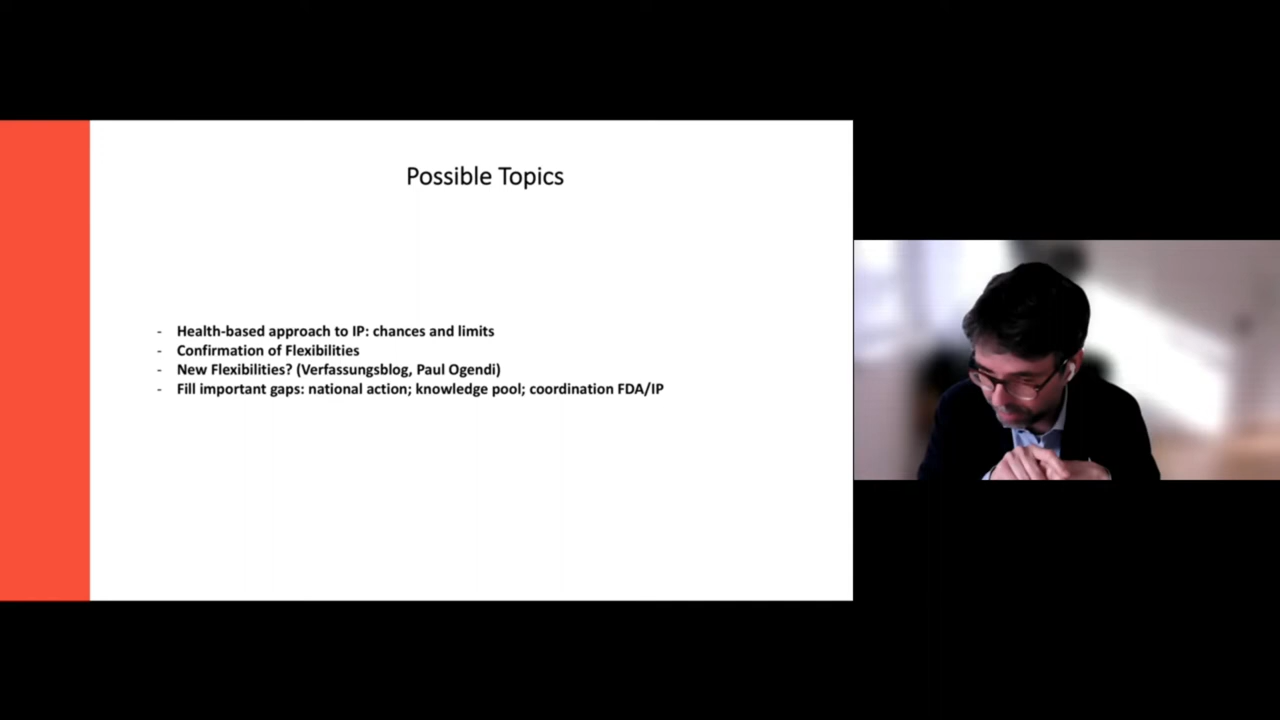 Possible Topics
- Health-based approach to IP: chances and limits
- Confirmation of Flexibilities
- New Flexibilities? (Verfassungsblog, Paul Ogendi)
- Fill important gaps: national action; knowledge pool; coordination FDA/IP